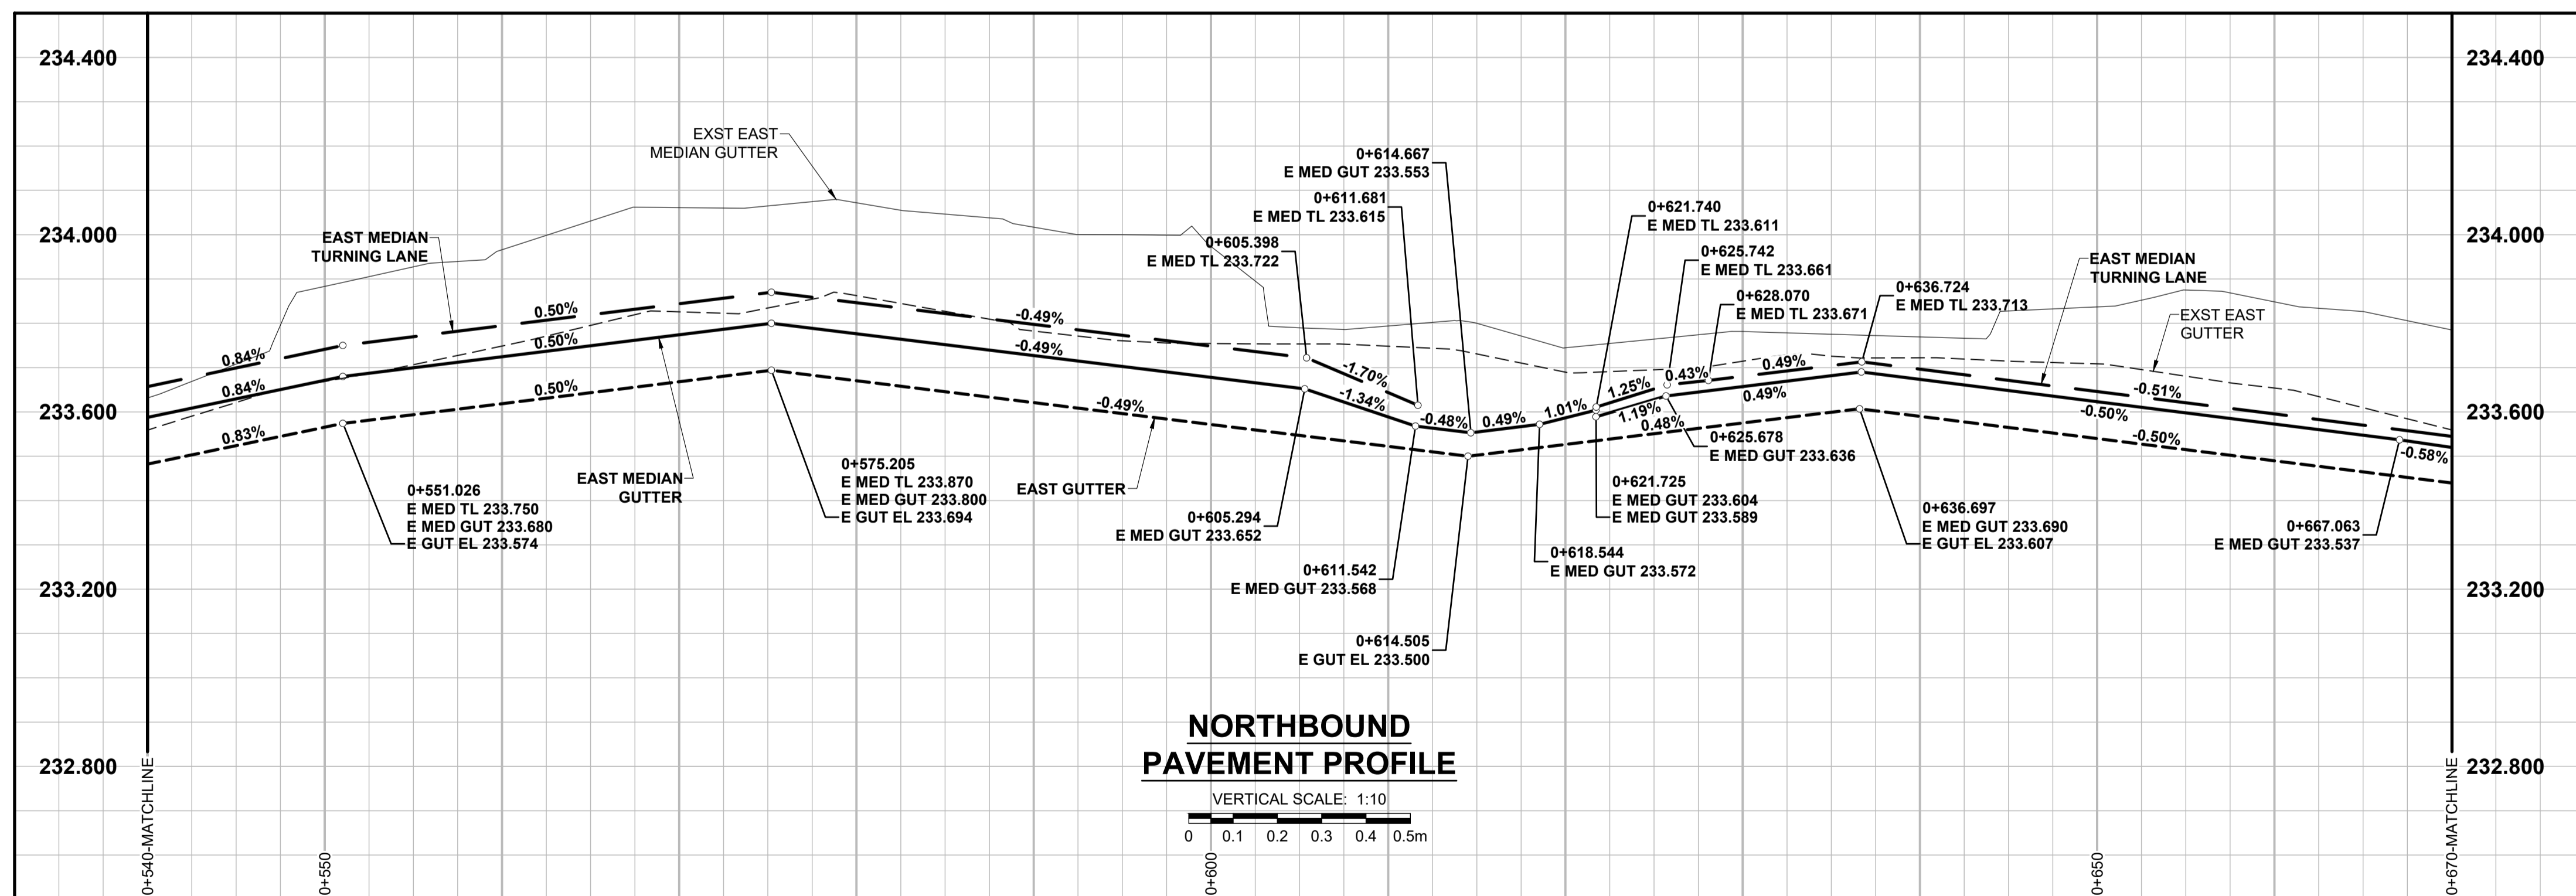 234.400
234.400
EXST EAST
MEDIAN GUTTER
0+614.667
E MED GUT 233.553
0+611.681
E MED TL 233.615
0+605.398
E MED TL 233.722
0+621.740
E MED TL 233.611
0+625.742
E MED TL 233.661
0+628.070
E MED TL 233.671
0+636.724
E MED TL 233.713
234.000
234.000
EAST MEDIAN
TURNING LANE
EAST MEDIAN
TURNING LANE
EXST EAST
GUTTER
0.84%
0.50%
-0.49%
-1.70%
1.25%
0.43%
0.49%
-0.51%
0.84%
0.50%
-0.49%
-1.34%
-0.48%
0.49%
1.01%
1.19%
0.49%
-0.50%
-0.58%
0.83%
0.50%
-0.49%
0.48%
-0.50%
233.600
233.600
0+551.026
E MED TL 233.750
E MED GUT 233.680
E GUT EL 233.574
EAST MEDIAN
GUTTER
0+575.205
E MED TL 233.870
E MED GUT 233.800
E GUT EL 233.694
EAST GUTTER
0+605.294
E MED GUT 233.652
0+611.542
E MED GUT 233.568
0+614.505
E GUT EL 233.500
0+618.544
E MED GUT 233.572
0+621.725
E MED GUT 233.604
E MED GUT 233.589
0+625.678
E MED GUT 233.636
0+636.697
E MED GUT 233.690
E GUT EL 233.607
0+667.063
E MED GUT 233.537
233.200
233.200
NORTHBOUND
PAVEMENT PROFILE
VERTICAL SCALE: 1:10
0 0.1 0.2 0.3 0.4 0.5m
232.800
232.800
0+540-MATCHLINE
0+550
0+600
0+650
0+670-MATCHLINE